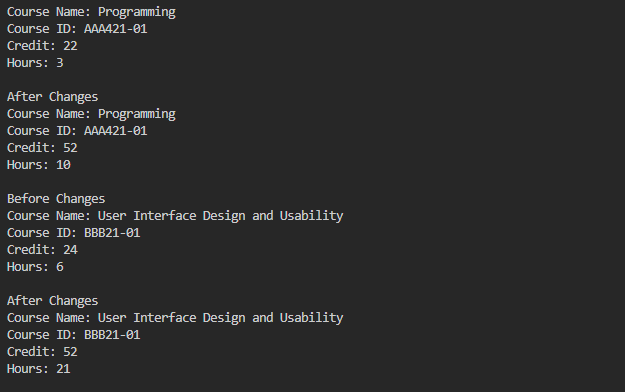 Course Name: Programming
Course ID: AAA421-01
Credit: 22
Hours: 3
After Changes
Course Name: Programming
Course ID: AAA421-01
Credit: 52
Hours: 10
Before Changes
Course Name: User Interface Design and Usability
Course ID: BBB21-01
Credit: 24
Hours: 6
After Changes
Course Name: User Interface Design and Usability
Course ID: BBB21-01
Credit: 52
Hours: 21